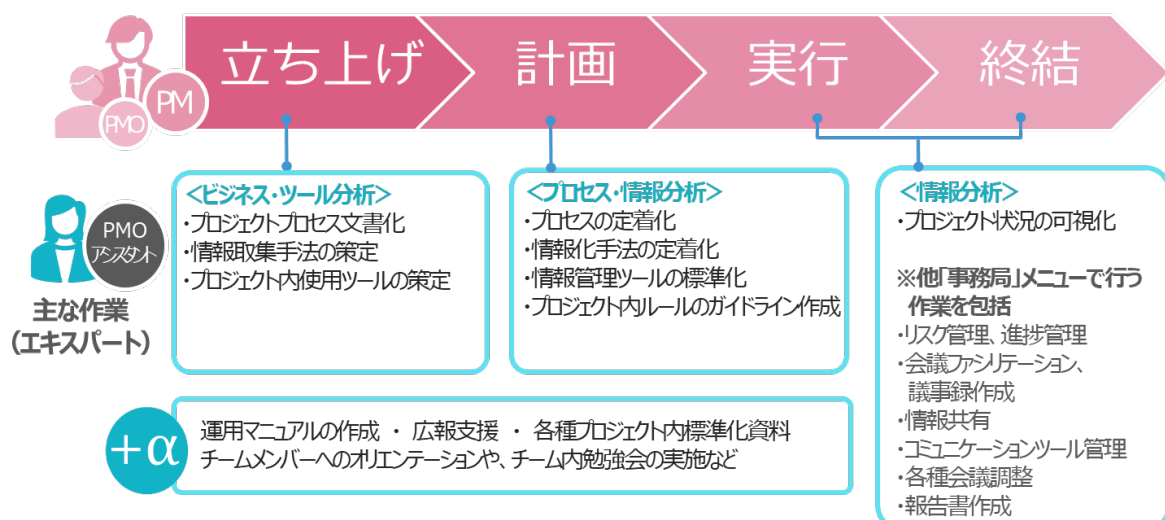 立ち上げ
計画
実行
終結
PM
PMO
PMO
アシスタント
主な作業
（エキスパート）
<ビジネス・ツール分析>
・プロジェクトプロセス文書化
・情報取集手法の策定
・プロジェクト内使用ツールの策定
<プロセス・情報分析>
・プロセスの定着化
・情報化手法の定着化
・情報管理ツールの標準化
・プロジェクト内ルールのガイドライン作成
<情報分析>
・プロジェクト状況の可視化
※他「事務局」メニューで行う
作業を包括
・リスク管理、進捗管理
・会議ファシリテーション、
議事録作成
・情報共有
・コミュニケーションツール管理
・各種会議調整
・報告書作成
+α
運用マニュアルの作成 ・ 広報支援 ・ 各種プロジェクト内標準化資料
チームメンバーへのオリエンテーションや、チーム内勉強会の実施など